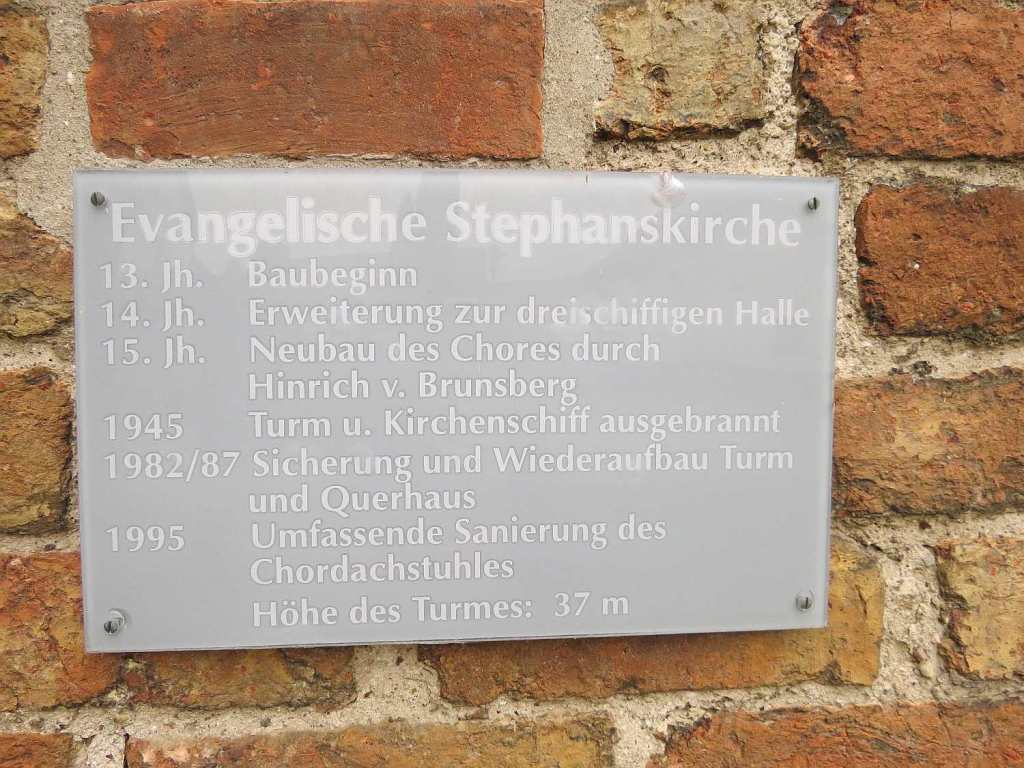 Evangelische Stephanskirche
13. Jh. Baubeginn
14. Jh. Erweiterung zur dreischiffigen Halle
15. Jh. Neubau des Chores durch
Hinrich v. Brunsberg
1945 Turm u. Kirchenschiff ausgebrannt
1982/87 Sicherung und Wiederaufbau Turm
und Querhaus
1995 Umfassende Sanierung des
Chordachstuhles
Höhe des Turmes: 37 m